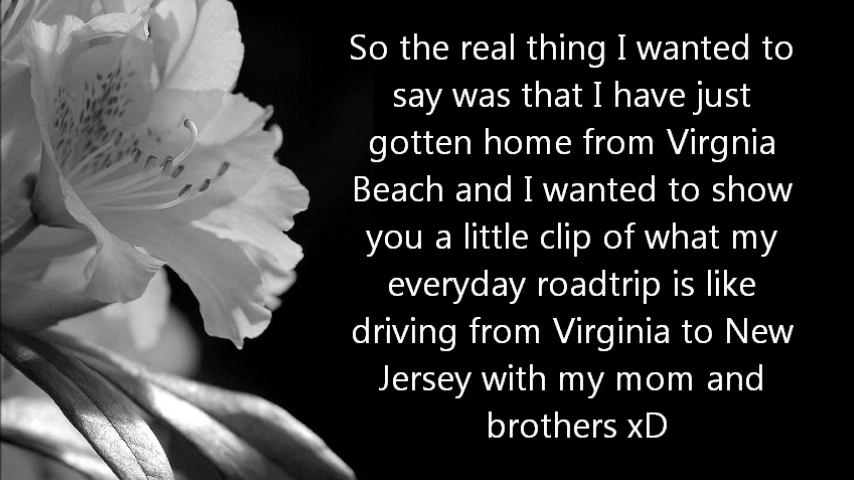 So the real thing I wanted to
say was that I have just
gotten home from Virgnia
Beach and I wanted to show
you a little clip of what my
everyday roadtrip is like
driving from Virginia to New
Jersey with my mom and
brothers xD